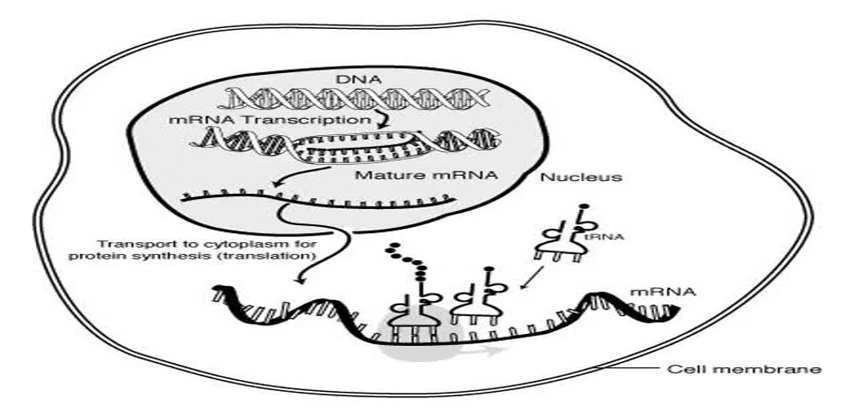 DNA
mRNA Transcription
Mature mRNA
Nucleus
Transport to cytoplasm for
protein synthesis (translation)
tRNA
mRNA
Cell membrane